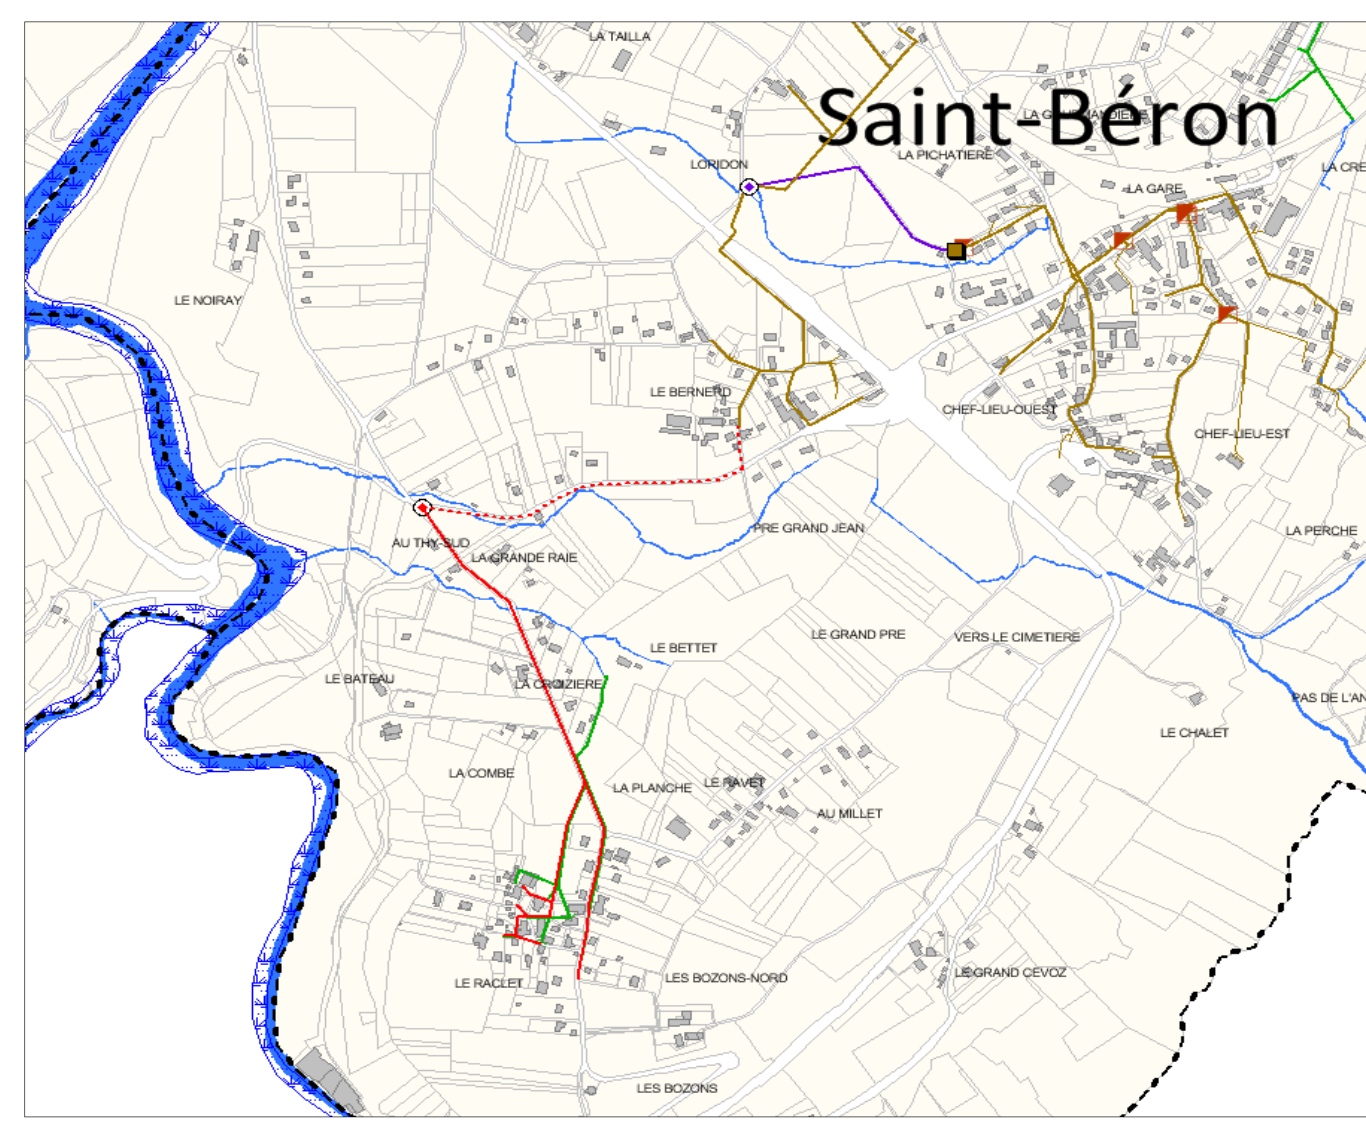 LA TAILLA
Saint-Béron
LA PICHATIERE
LORIDON
LA CRE
LA GARE
LE NOIRAY
LE BERNERD
CHEF-LIEU-OUEST
CHEF-LIEU-EST
PRE GRAND JEAN
LA PERCHE
AU THY-SUD
LA GRANDE RAIE
LE GRAND PRE
VERS LE CIMETIERE
LE BETTET
LE BATEAU
LA CROIZIERE
PAS DE L'AN
LE CHALET
LA COMBE
LA PLANCHE
LE RAVET
AU MILLET
LE RACLET
LES BOZONS-NORD
LE GRAND CEVOZ
LES BOZONS